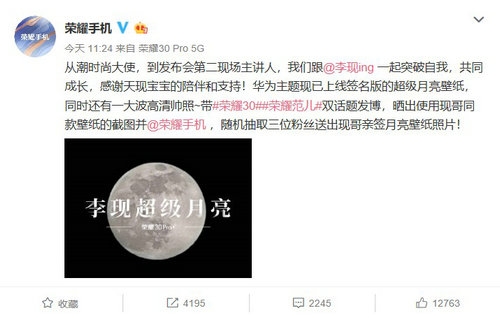 荣耀手机
今天 11:24 来自 荣耀30 Pro 5G
从潮时尚大使，到发布会第二现场主讲人，我们跟@李现ing 一起突破自我，共同
成长，感谢天现宝宝的陪伴和支持！华为主题现已上线签名版的超级月亮壁纸，
同时还有一大波高清帅照~带#荣耀30##荣耀范儿#双话题发博，晒出使用现哥同
款壁纸的截图并@荣耀手机 ，随机抽取三位粉丝送出现哥亲签月亮壁纸照片！
李现超级月亮
荣耀30 Pro+
收藏 4195 2245 12763